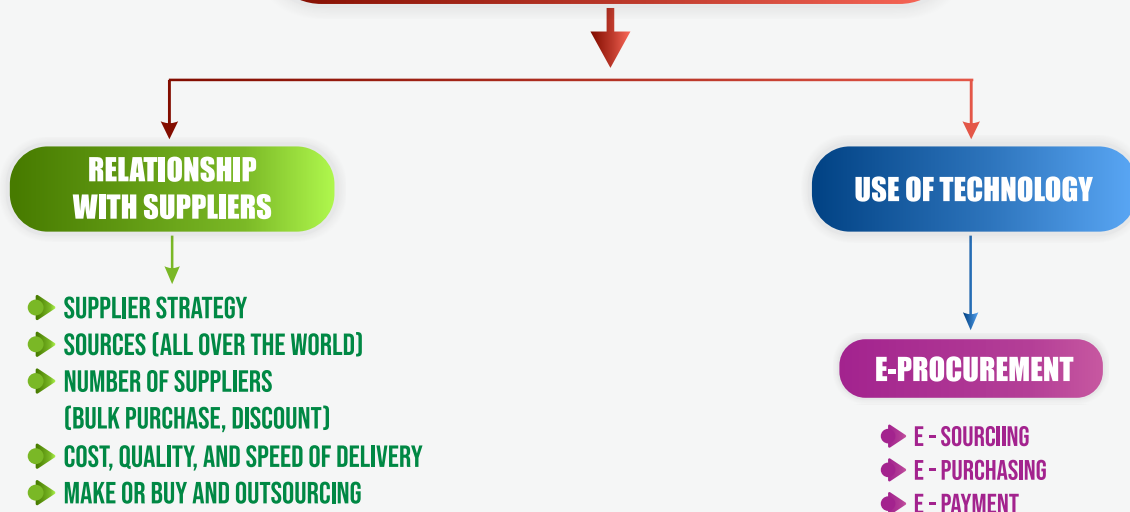 RELATIONSHIP
WITH SUPPLIERS
SUPPLIER STRATEGY
SOURCES (ALL OVER THE WORLD)
NUMBER OF SUPPLIERS
(BULK PURCHASE, DISCOUNT)
COST, QUALITY, AND SPEED OF DELIVERY
MAKE OR BUY AND OUTSOURCING
USE OF TECHNOLOGY
E-PROCUREMENT
E - SOURCING
E - PURCHASING
E - PAYMENT